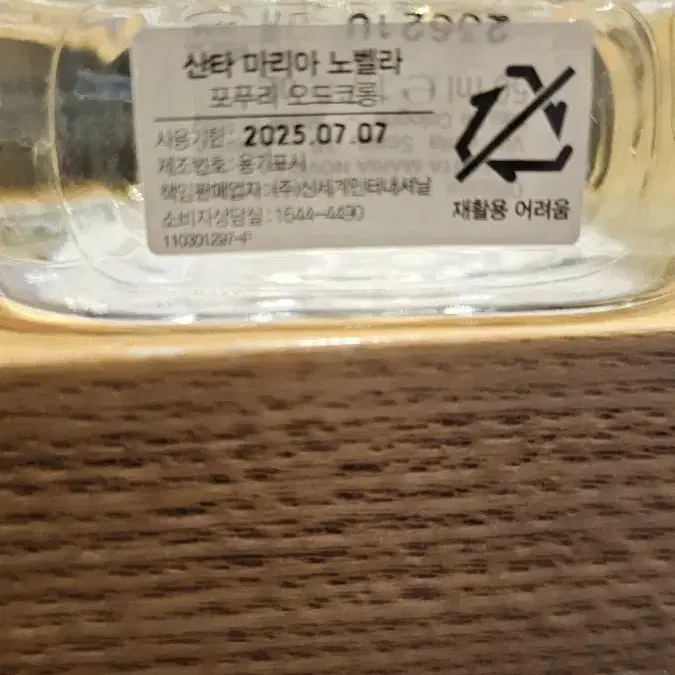 산타 마리아 노벨라
포푸리 오드코롱
사용기한: 2025.07.07
제조번호: 용기표시
책임판매업자:(주)신세계인터내셔날
소비자상담실:1644-4490
110301297-F
재활용 어려움